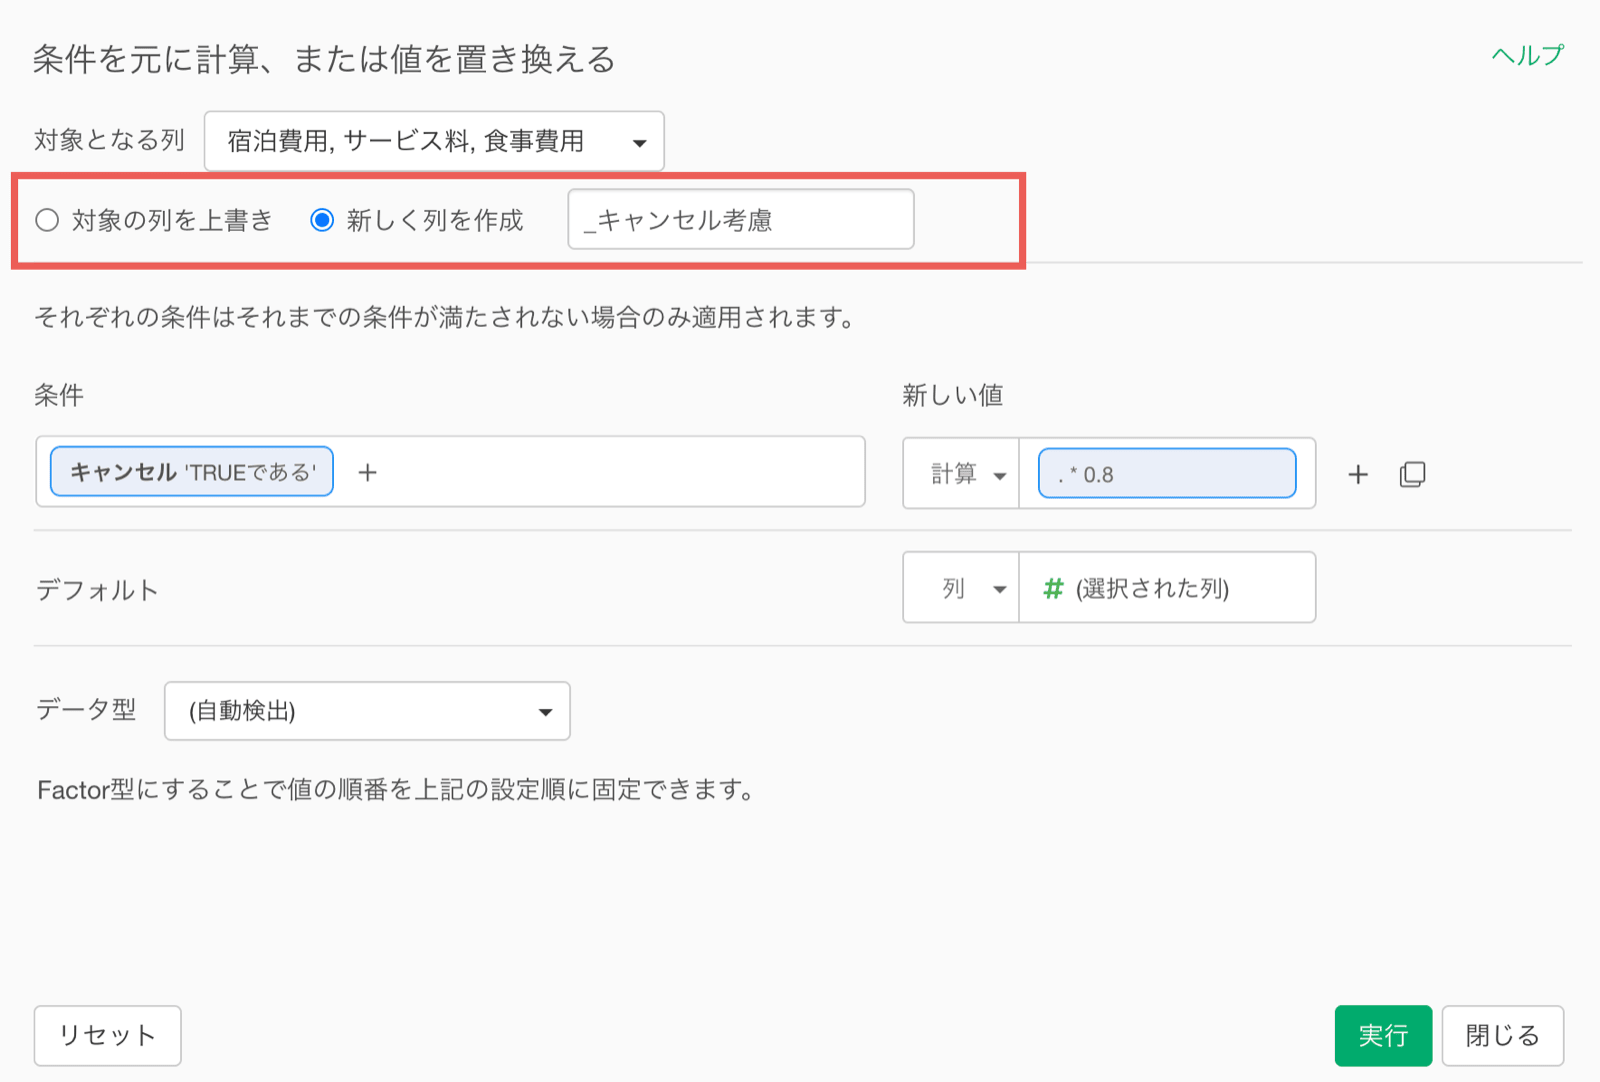 条件を元に計算、または値を置き換える
ヘルプ
対象となる列
宿泊費用, サービス料, 食事費用
対象の列を上書き
新しく列を作成
_キャンセル考慮
それぞれの条件はそれまでの条件が満たされない場合のみ適用されます。
条件
新しい値
キャンセル 'TRUEである'
+
計算
. * 0.8
+
デフォルト
列
# (選択された列)
データ型
(自動検出)
Factor型にすることで値の順番を上記の設定順に固定できます。
リセット
実行
閉じる